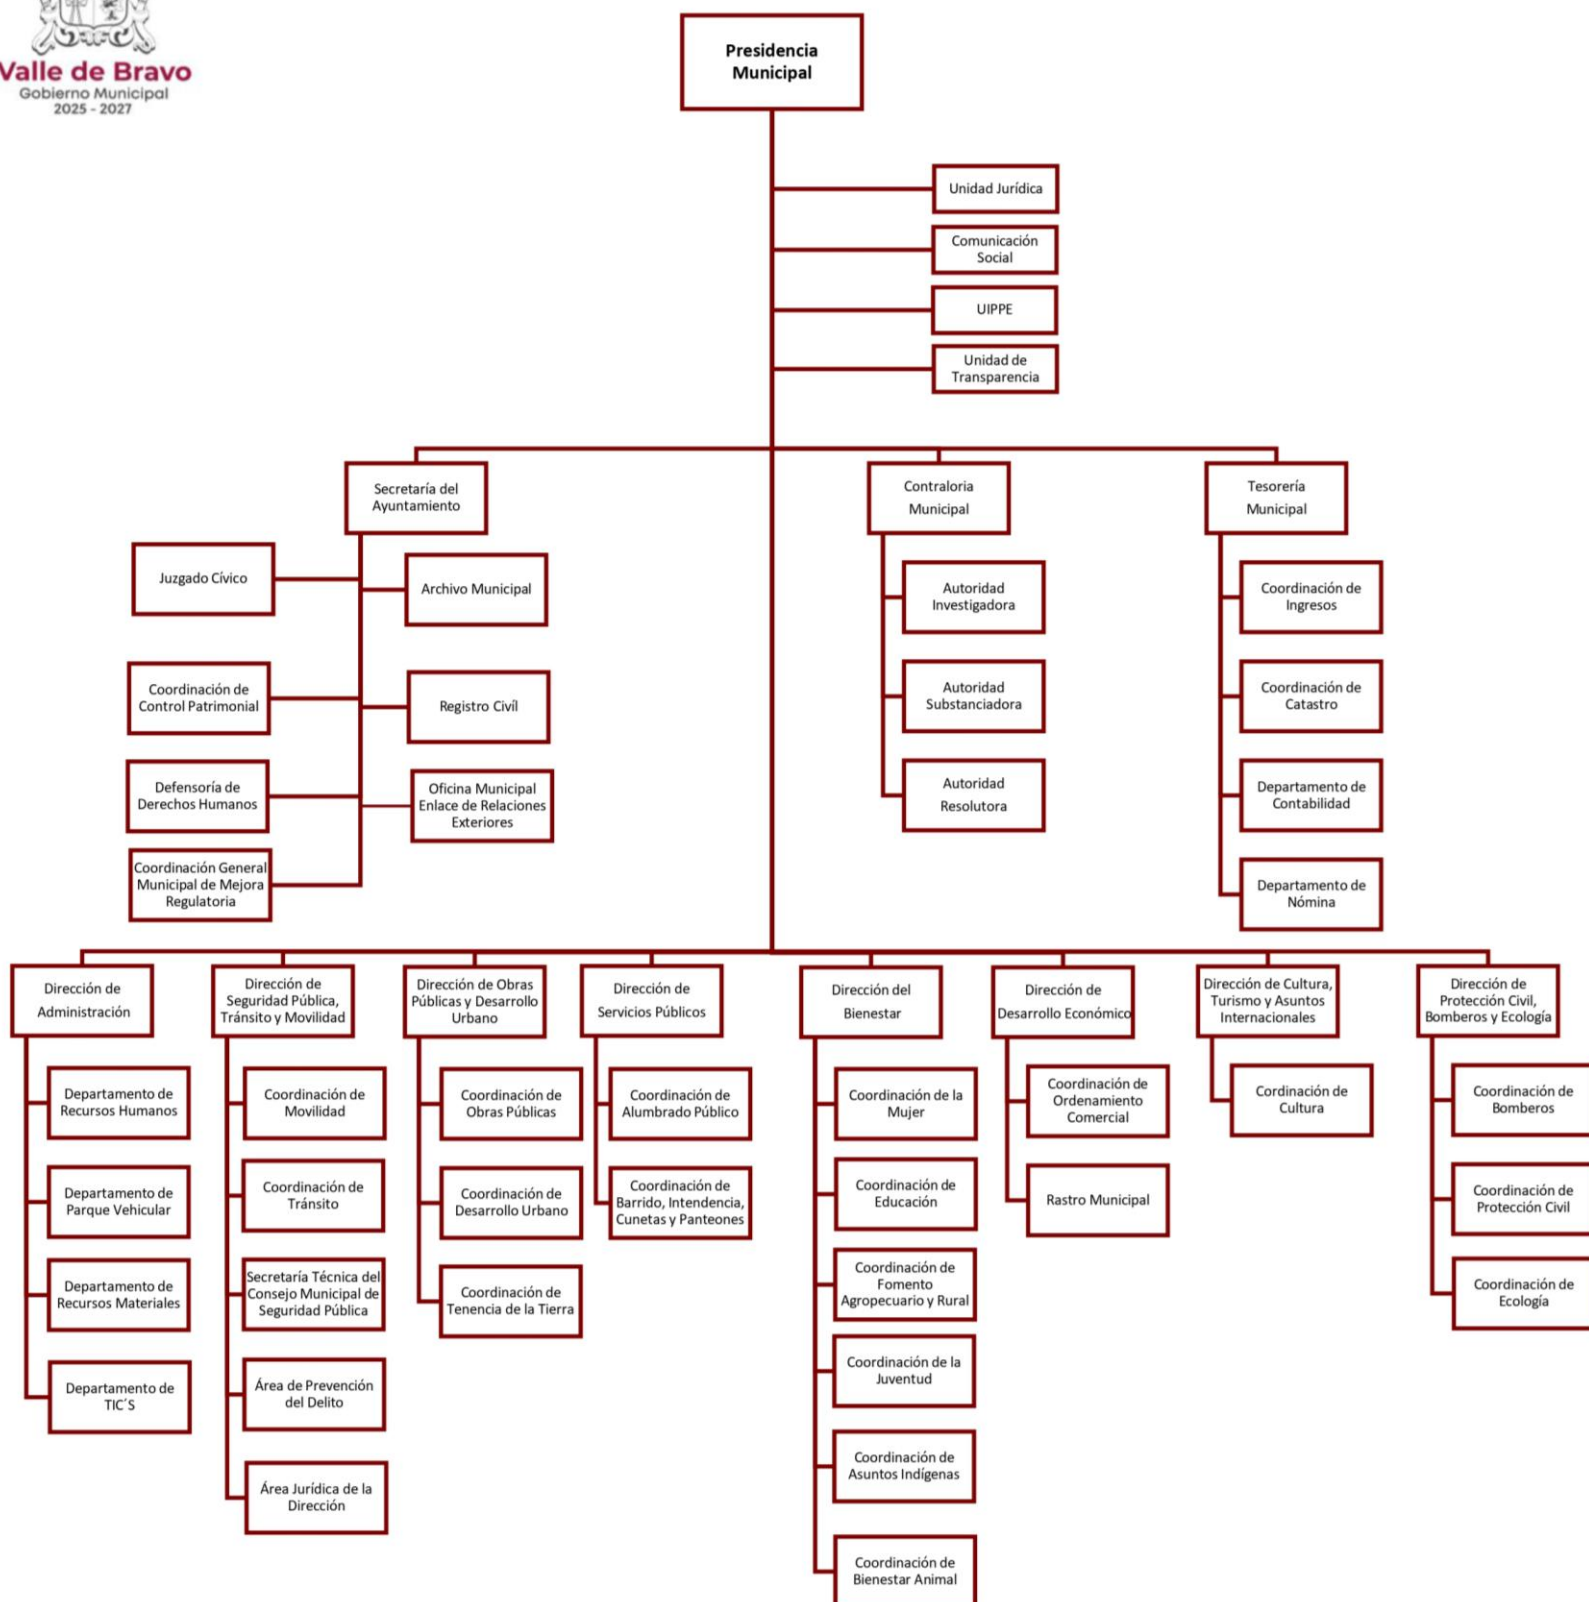 Valle de Bravo
Gobierno Municipal
2025 - 2027
Presidencia
Municipal
Unidad Jurídica
Comunicación
Social
UIPPE
Unidad de
Transparencia
Secretaría del
Ayuntamiento
Contraloria
Municipal
Tesorería
Municipal
Juzgado Cívico
Archivo Municipal
Coordinación de
Control Patrimonial
Registro Civíl
Defensoría de
Derechos Humanos
Oficina Municipal
Enlace de Relaciones
Exteriores
Coordinación General
Municipal de Mejora
Regulatoria
Autoridad
Investigadora
Autoridad
Substanciadora
Autoridad
Resolutora
Coordinación de
Ingresos
Coordinación de
Catastro
Departamento de
Contabilidad
Departamento de
Nómina
Dirección de
Administración
Departamento de
Recursos Humanos
Departamento de
Parque Vehicular
Departamento de
Recursos Materiales
Departamento de
TIC´S
Dirección de
Seguridad Pública,
Tránsito y Movilidad
Coordinación de
Movilidad
Coordinación de
Tránsito
Secretaría Técnica del
Consejo Municipal de
Seguridad Pública
Área de Prevención
del Delito
Área Jurídica de la
Dirección
Dirección de Obras
Públicas y Desarrollo
Urbano
Coordinación de
Obras Públicas
Coordinación de
Desarrollo Urbano
Coordinación de
Tenencia de la Tierra
Dirección de
Servicios Públicos
Coordinación de
Alumbrado Público
Coordinación de
Barrido, Intendencia,
Cunetas y Panteones
Dirección del
Bienestar
Coordinación de la
Mujer
Coordinación de
Educación
Coordinación de
Fomento
Agropecuario y Rural
Coordinación de la
Juventud
Coordinación de
Asuntos Indígenas
Coordinación de
Bienestar Animal
Dirección de
Desarrollo Económico
Coordinación de
Ordenamiento
Comercial
Rastro Municipal
Dirección de Cultura,
Turismo y Asuntos
Internacionales
Cordinación de
Cultura
Dirección de
Protección Civil,
Bomberos y Ecología
Coordinación de
Bomberos
Coordinación de
Protección Civil
Coordinación de
Ecología